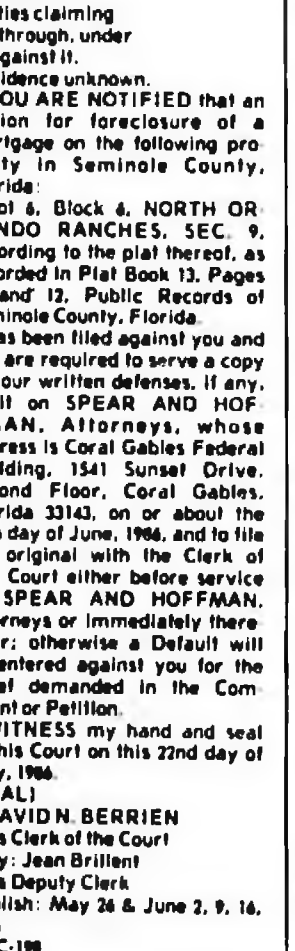 ties claiming
through, under
gainst it.
idence unknown.
OU ARE NOTIFIED that an
ion for foreclosure of a
rtgage on the following pro
ty in Seminole County,
rida:
ot 6, Block 6, NORTH OR
NDO RANCHES, SEC. 9,
ording to the plat thereof, as
orded in Plat Book 13, Pages
and 12, Public Records of
inole County, Florida.
as been filed against you and
are required to serve a copy
our written defenses, if any,
it on SPEAR AND HOF
AN, Attorneys, whose
ress is Coral Gables Federal
lding, 1541 Sunset Drive,
ond Floor, Coral Gables,
rida 33143, on or about the
day of June, 1986, and to file
original with the Clerk of
Court either before service
SPEAR AND HOFFMAN,
rneys or immediately there
r; otherwise a Default will
entered against you for the
ef demanded in the Com
nt or Petition.
ITNESS my hand and seal
his Court on this 22nd day of
y, 1986.
AL)
AVID N. BERRIEN
s Clerk of the Court
y: Jean Brillent
s Deputy Clerk
lish: May 26 & June 2, 9, 16,
C-198